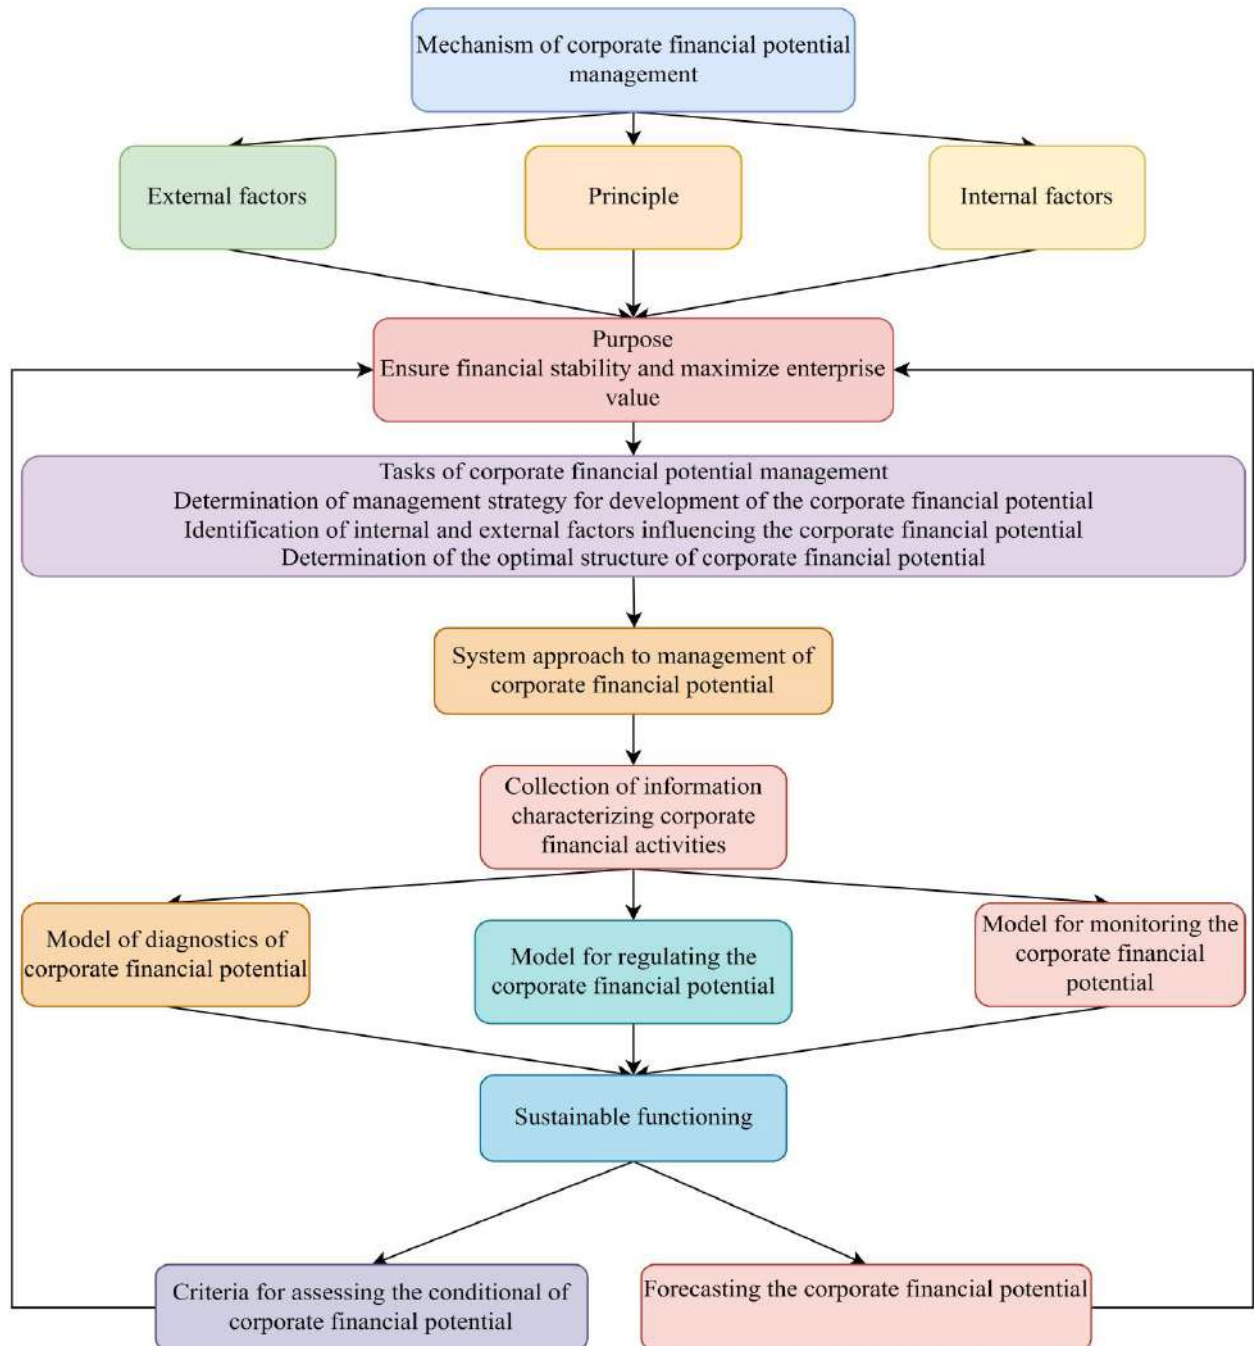 Mechanism of corporate financial potential
management
External factors
Principle
Internal factors
Purpose
Ensure financial stability and maximize enterprise
value
Tasks of corporate financial potential management
Determination of management strategy for development of the corporate financial potential
Identification of internal and external factors influencing the corporate financial potential
Determination of the optimal structure of corporate financial potential
System approach to management of
corporate financial potential
Collection of information
characterizing corporate
financial activities
Model of diagnostics of
corporate financial potential
Model for regulating the
corporate financial potential
Model for monitoring the
corporate financial
potential
Sustainable functioning
Criteria for assessing the conditional of
corporate financial potential
Forecasting the corporate financial potential